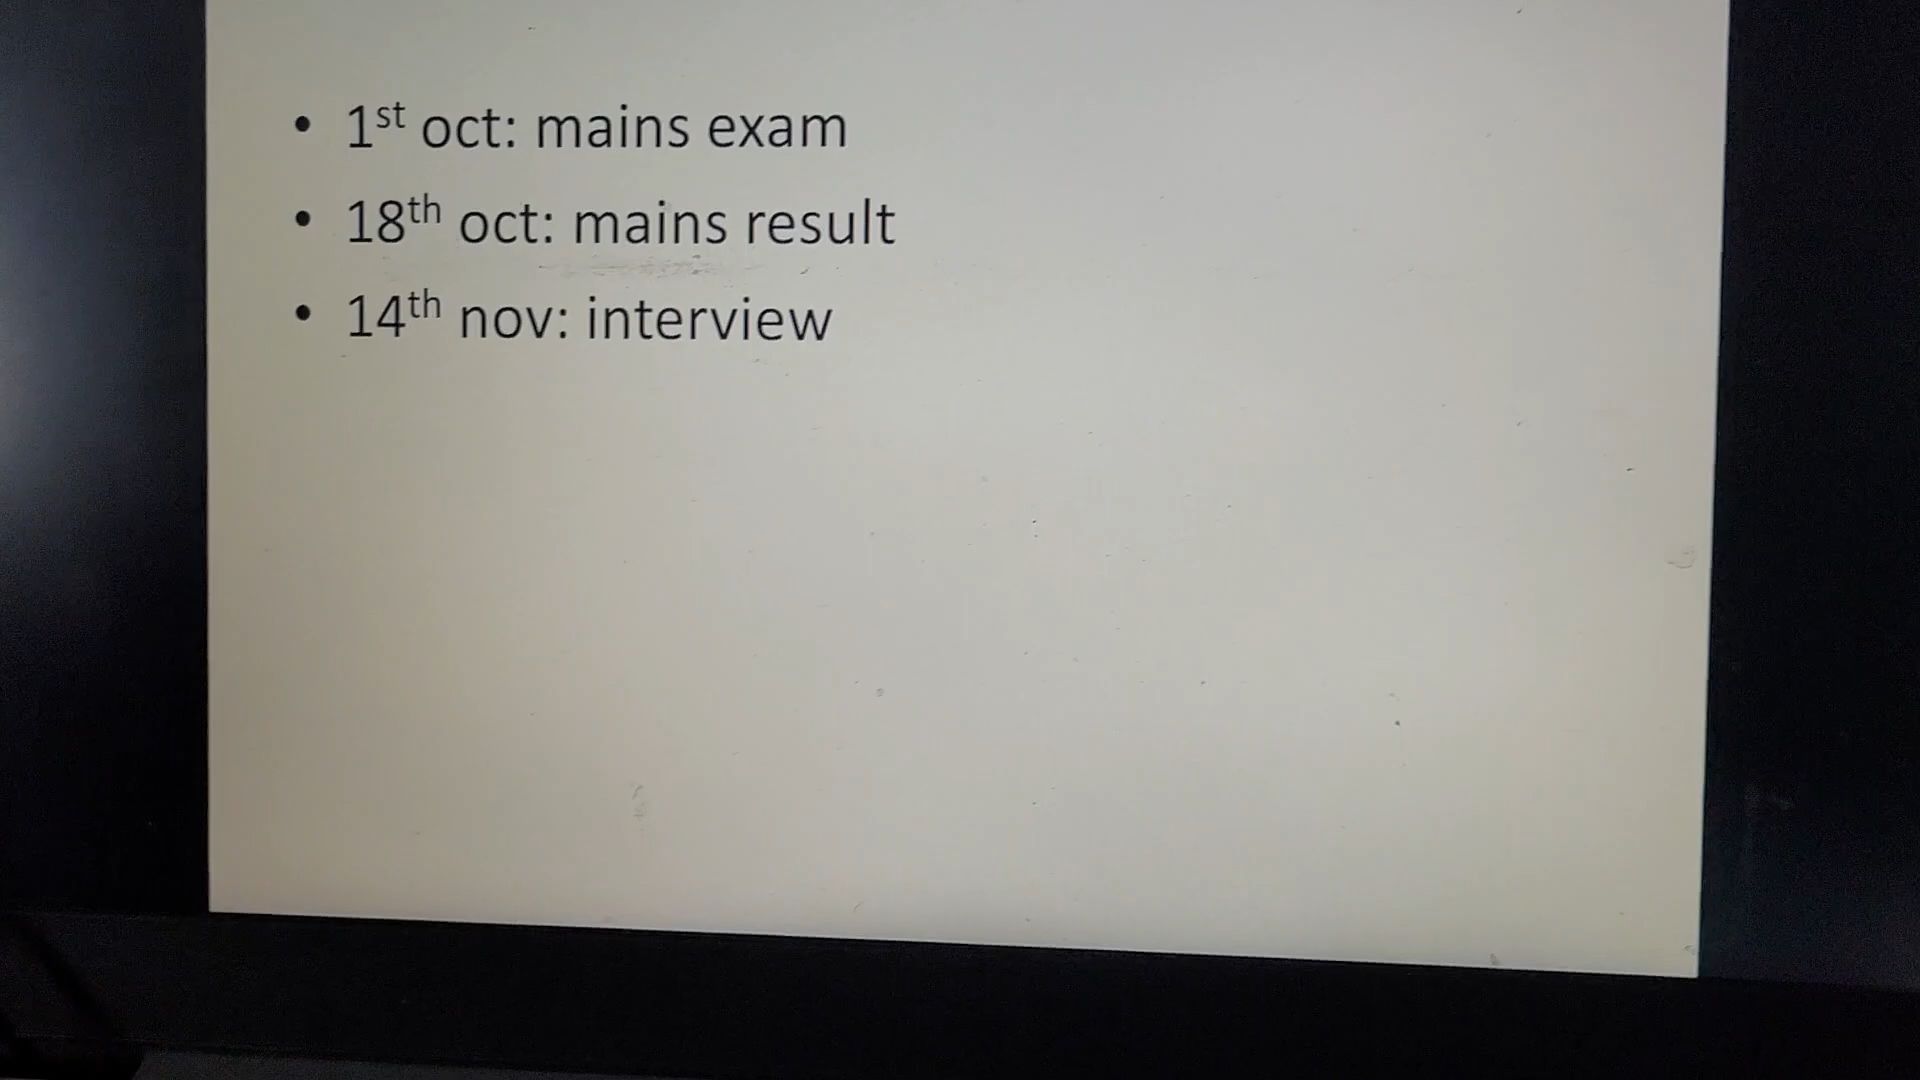 • 1st oct: mains exam
• 18th oct: mains result
• 14th nov: interview